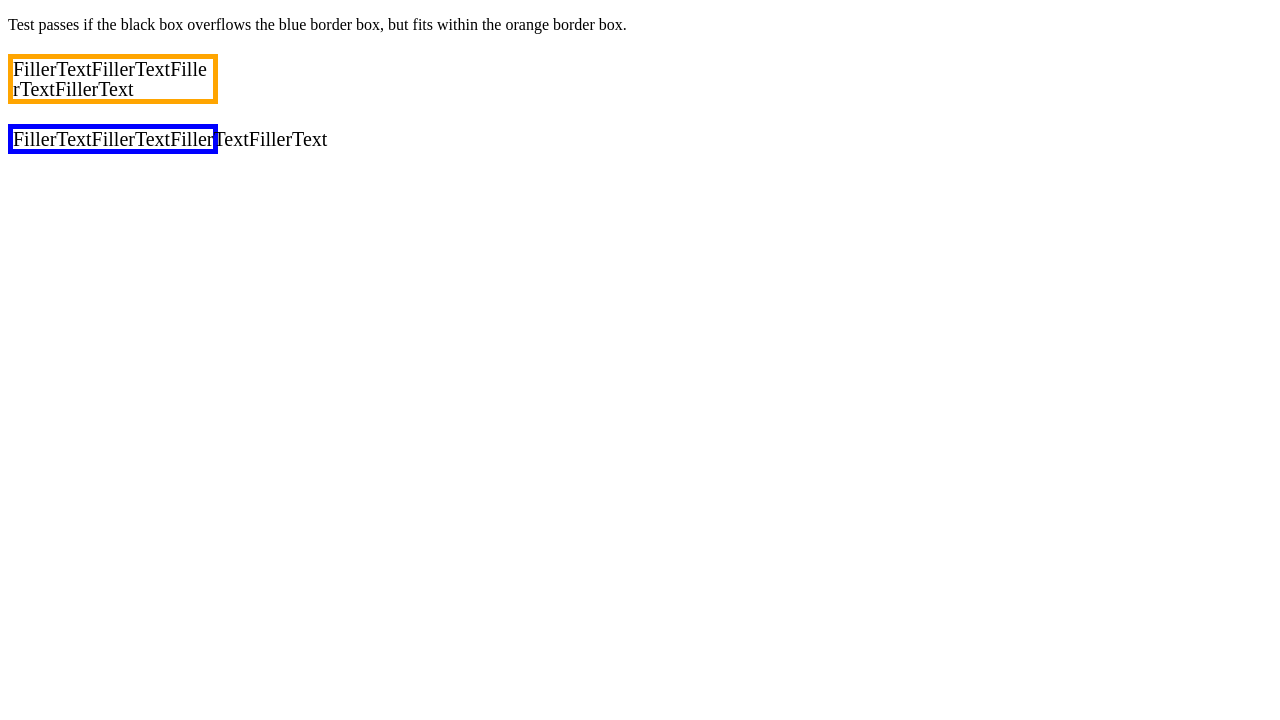 Test passes if the black box overflows the blue border box, but fits within the orange border box.
FillerTextFillerTextFille
rTextFillerText
FillerTextFillerTextFillerTextFillerText